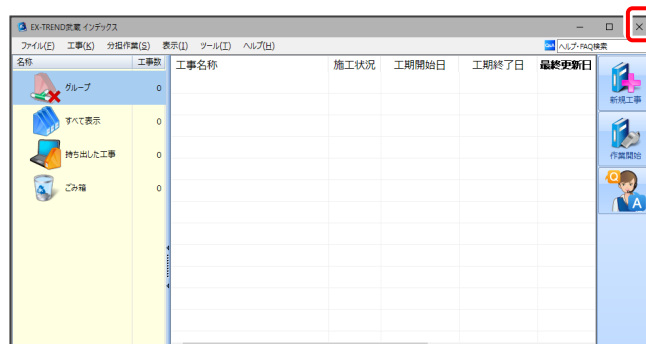 EX-TREND武蔵 インデックス
ファイル(F) 工事(K) 分担作業(S) 表示(I) ツール(T) ヘルプ(H) Q&A ヘルプ・FAQ検索
名称 工事数 工事名称 施工状況 工期開始日 工期終了日 最終更新日
グループ 0
新規工事
すべて表示 0
作業開始
持ち出した工事 0
Q A
ごみ箱 0